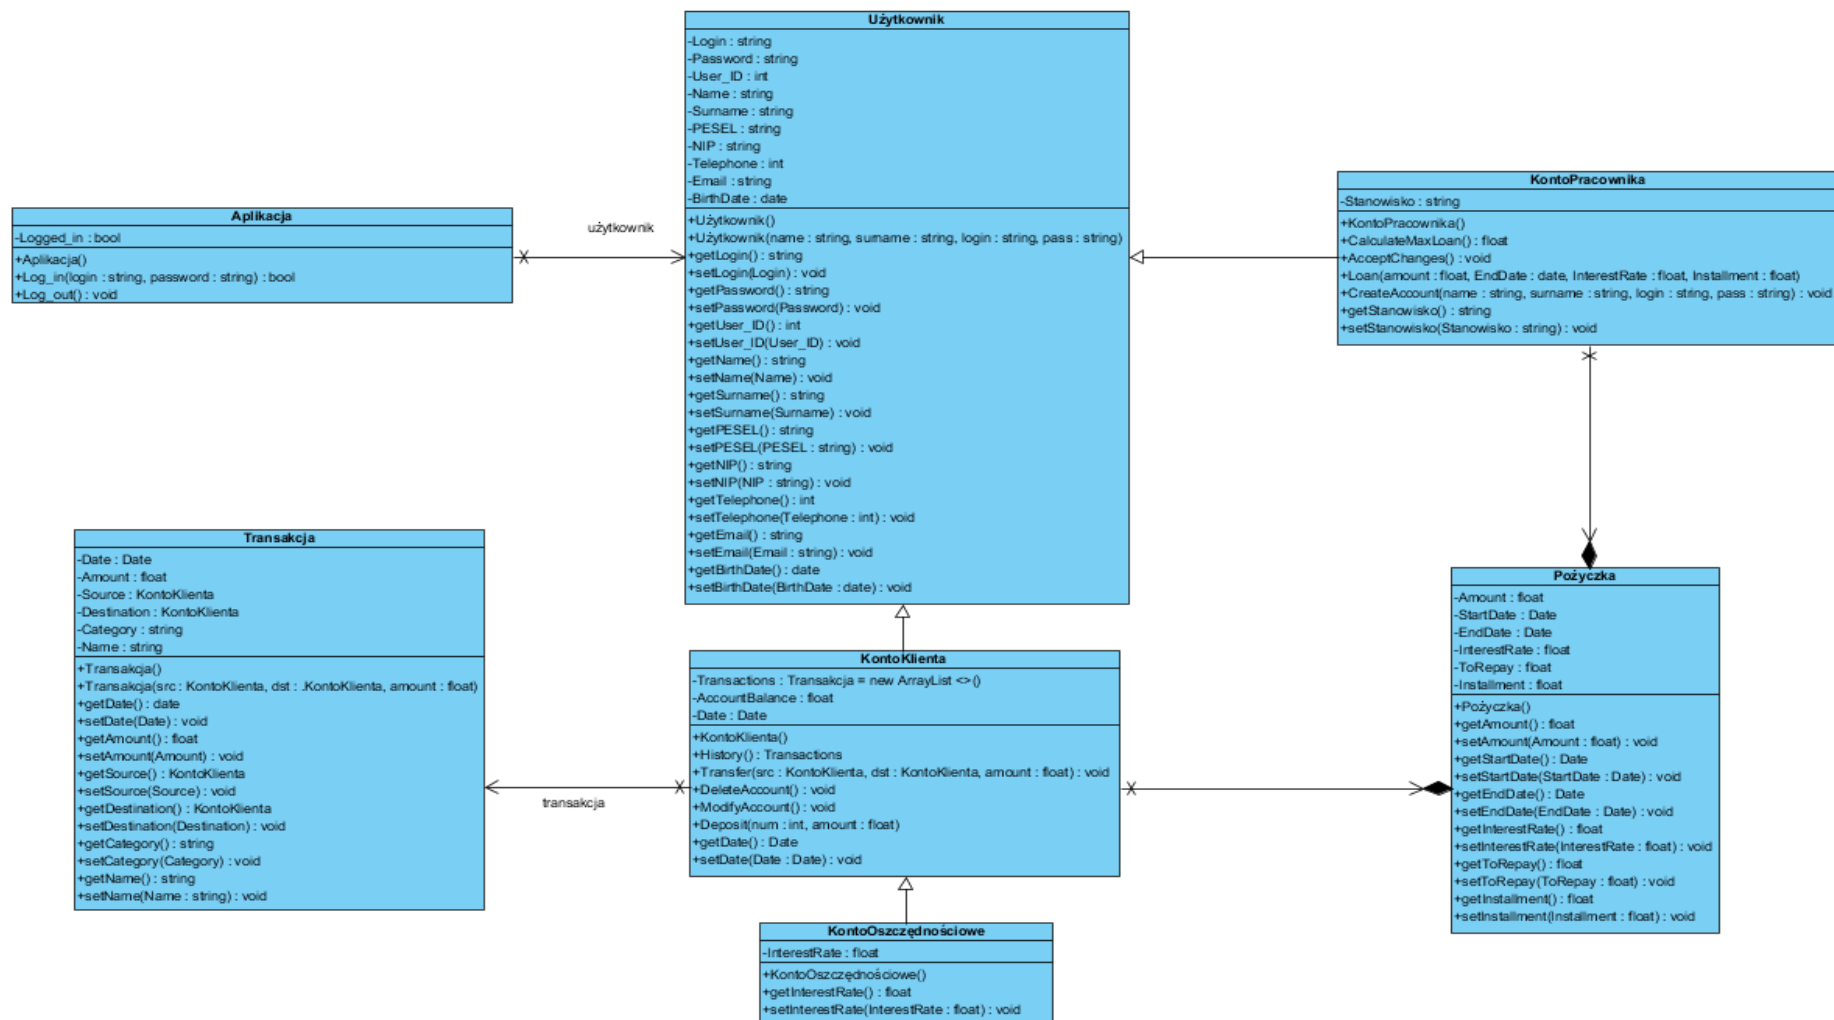 Użytkownik
-Login : string
-Password : string
-User_ID : int
-Name : string
-Surname : string
-PESEL : string
-NIP : string
-Telephone : int
-Email : string
-BirthDate : date
+Użytkownik()
+Użytkownik(name : string, surname : string, login : string, pass : string)
+getLogin() : string
+setLogin(Login) : void
+getPassword() : string
+setPassword(Password) : void
+getUser_ID() : int
+setUser_ID(User_ID) : void
+getName() : string
+setName(Name) : void
+getSurname() : string
+setSurname(Surname) : void
+getPESEL() : string
+setPESEL(PESEL : string) : void
+getNIP() : string
+setNIP(NIP : string) : void
+getTelephone() : int
+setTelephone(Telephone : int) : void
+getEmail() : string
+setEmail(Email : string) : void
+getBirthDate() : date
+setBirthDate(BirthDate : date) : void
Aplikacja
-Logged_in : bool
+Aplikacja()
+Log_in(login : string, password : string) : bool
+Log_out() : void
użytkownik
KontoPracownika
-Stanowisko : string
+KontoPracownika()
+CalculateMaxLoan() : float
+AcceptChanges() : void
+Loan(amount : float, EndDate : date, InterestRate : float, Installment : float)
+CreateAccount(name : string, surname : string, login : string, pass : string) : void
+getStanowisko() : string
+setStanowisko(Stanowisko : string) : void
Transakcja
-Date : Date
-Amount : float
-Source : KontoKlienta
-Destination : KontoKlienta
-Category : string
-Name : string
+Transakcja()
+Transakcja(src : KontoKlienta, dst : .KontoKlienta, amount : float)
+getDate() : date
+setDate(Date) : void
+getAmount() : float
+setAmount(Amount) : void
+getSource() : KontoKlienta
+setSource(Source) : void
+getDestination() : KontoKlienta
+setDestination(Destination) : void
+getCategory() : string
+setCategory(Category) : void
+getName() : string
+setName(Name : string) : void
transakcja
KontoKlienta
-Transactions : Transakcja = new ArrayList <>()
-AccountBalance : float
-Date : Date
+KontoKlienta()
+History() : Transactions
+Transfer(src : KontoKlienta, dst : KontoKlienta, amount : float) : void
+DeleteAccount() : void
+ModifyAccount() : void
+Deposit(num : int, amount : float)
+getDate() : Date
+setDate(Date : Date) : void
Pożyczka
-Amount : float
-StartDate : Date
-EndDate : Date
-InterestRate : float
-ToRepay : float
-Installment : float
+Pożyczka()
+getAmount() : float
+setAmount(Amount : float) : void
+getStartDate() : Date
+setStartDate(StartDate : Date) : void
+getEndDate() : Date
+setEndDate(EndDate : Date) : void
+getInterestRate() : float
+setInterestRate(InterestRate : float) : void
+getToRepay() : float
+setToRepay(ToRepay : float) : void
+getInstallment() : float
+setInstallment(Installment : float) : void
KontoOszczędnościowe
-InterestRate : float
+KontoOszczędnościowe()
+getInterestRate() : float
+setInterestRate(InterestRate : float) : void